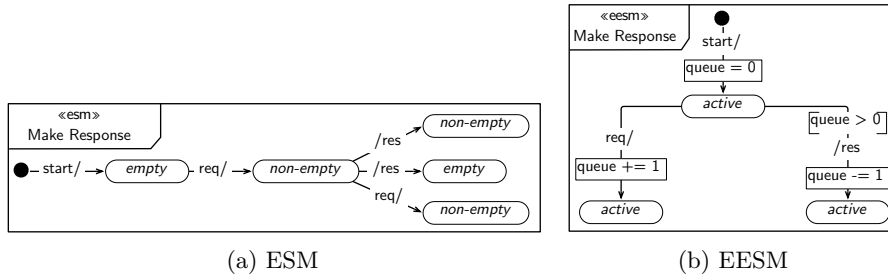 «esm»
Make Response
start/
empty
req/
non-empty
/res
non-empty
/res
empty
req/
non-empty
(a) ESM
«eesm»
Make Response
start/
queue = 0
active
req/
queue += 1
active
queue > 0
/res
queue -= 1
active
(b) EESM